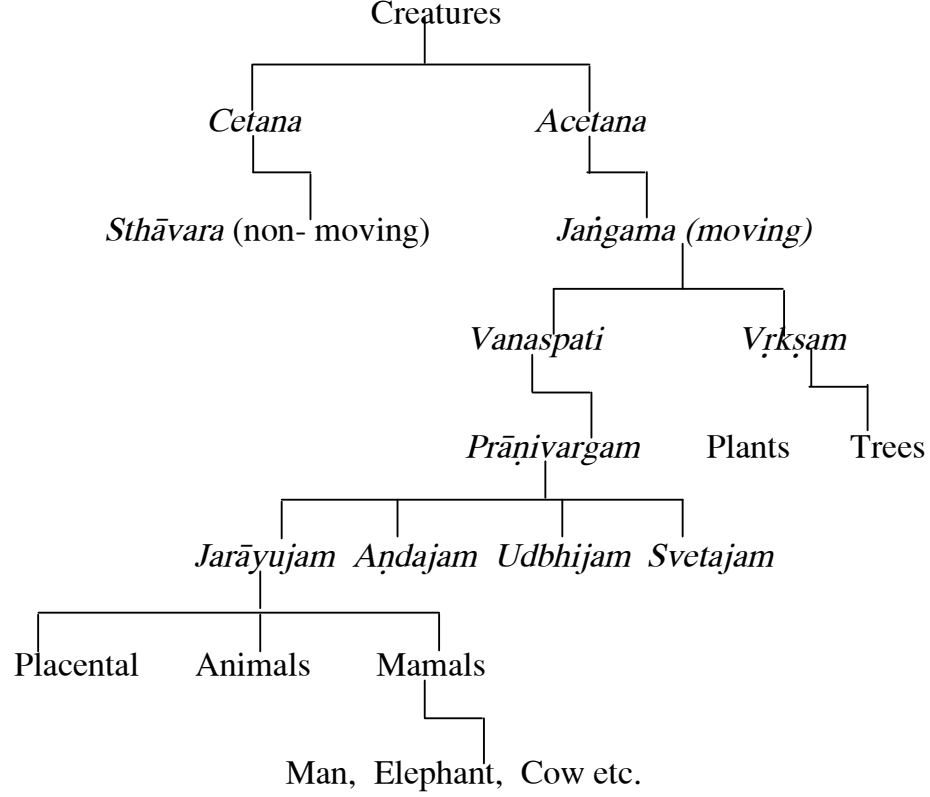 Creatures
Cetana Acetana
Sthāvara (non- moving) Jaṅgama (moving)
Vanaspati Vṛkṣam
Prāṇivargam Plants Trees
Jarāyujam Aṇdajam Udbhijam Svetajam
Placental Animals Mamals
Man, Elephant, Cow etc.